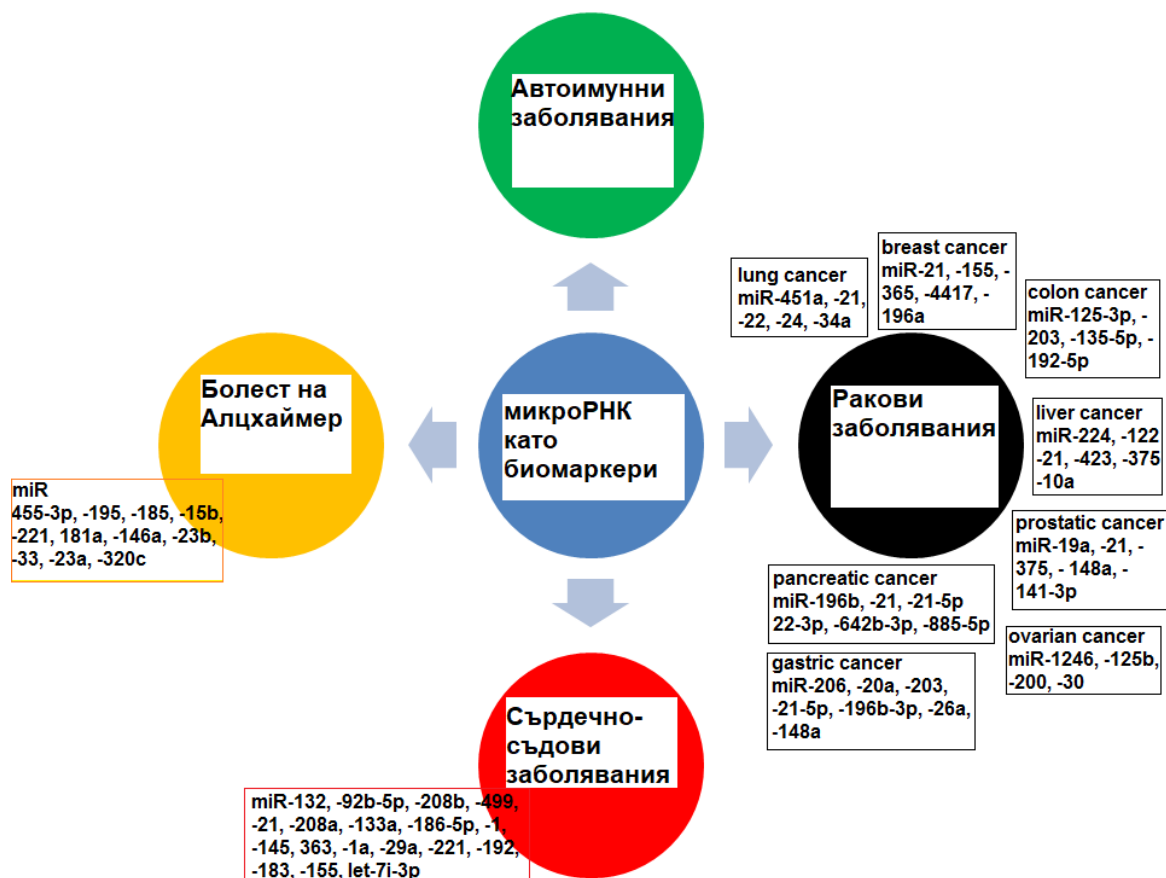 Автоимунни
заболявания
lung cancer
miR-451a, -21,
-22, -24, -34a
breast cancer
miR-21, -155, -
365, -4417, -
196a
colon cancer
miR-125-3p, -
203, -135-5p, -
192-5p
Болест на
Алцхаймер
микроРНК
като
биомаркери
Ракови
заболявания
liver cancer
miR-224, -122
-21, -423, -375
-10a
miR
455-3p, -195, -185, -15b,
-221, 181a, -146a, -23b,
-33, -23a, -320c
prostatic cancer
miR-19a, -21, -
375, - 148a, -
141-3p
pancreatic cancer
miR-196b, -21, -21-5p
22-3p, -642b-3p, -885-5p
ovarian cancer
miR-1246, -125b,
-200, -30
gastric cancer
miR-206, -20a, -203,
-21-5p, -196b-3p, -26a,
-148a
Сърдечно-
съдови
заболявания
miR-132, -92b-5p, -208b, -499,
-21, -208a, -133a, -186-5p, -1,
-145, 363, -1a, -29a, -221, -192,
-183, -155, let-7i-3p